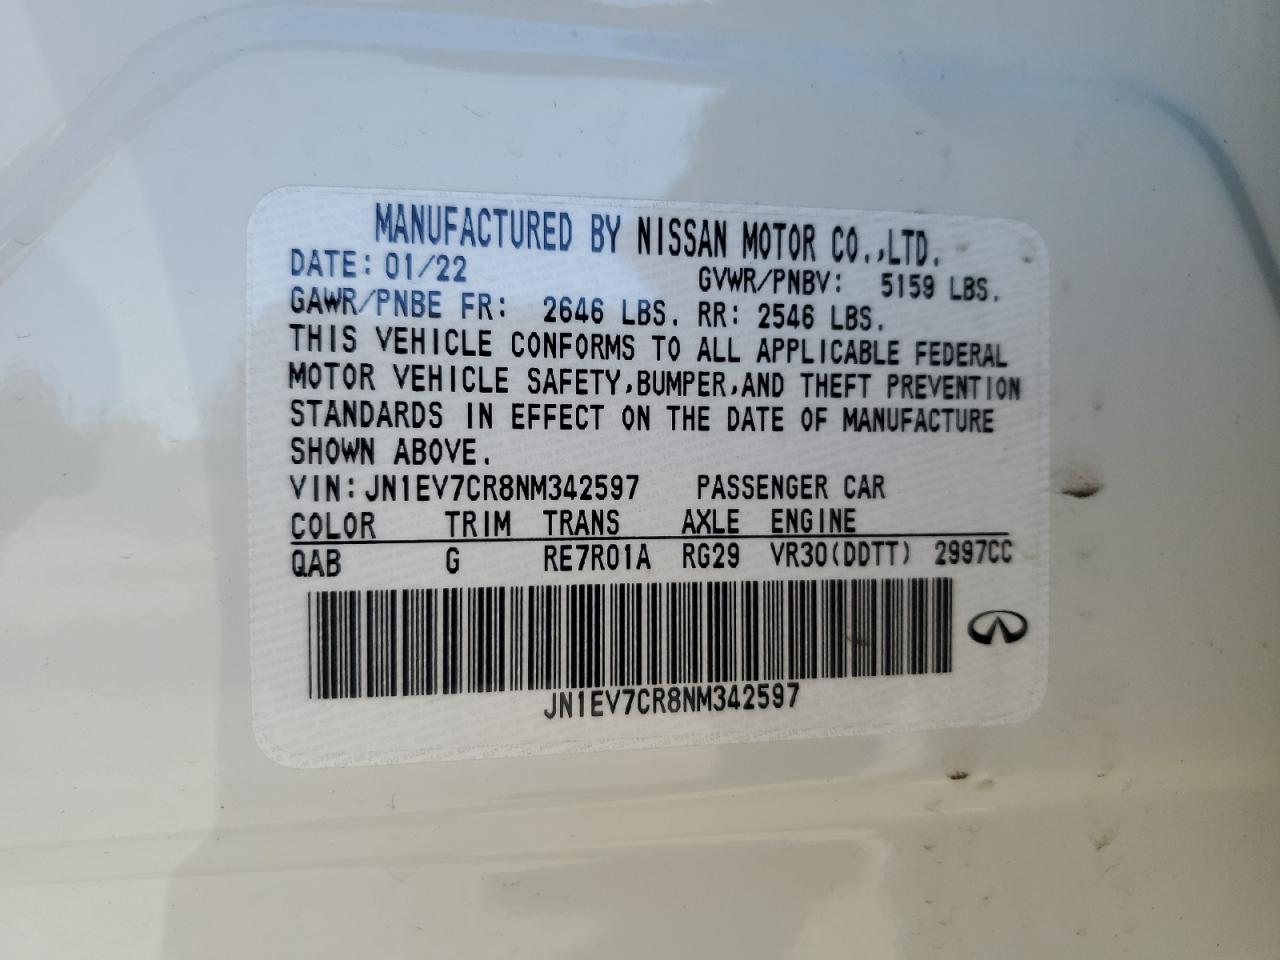 MANUFACTURED BY NISSAN MOTOR CO.,LTD.
DATE: 01/22 GVWR/PNBV: 5159 LBS.
GAWR/PNBE FR: 2646 LBS. RR: 2546 LBS.
THIS VEHICLE CONFORMS TO ALL APPLICABLE FEDERAL
MOTOR VEHICLE SAFETY,BUMPER,AND THEFT PREVENTION
STANDARDS IN EFFECT ON THE DATE OF MANUFACTURE
SHOWN ABOVE.
VIN: JN1EV7CR8NM342597 PASSENGER CAR
COLOR TRIM TRANS AXLE ENGINE
QAB G RE7R01A RG29 VR30(DDTT) 2997CC
JN1EV7CR8NM342597